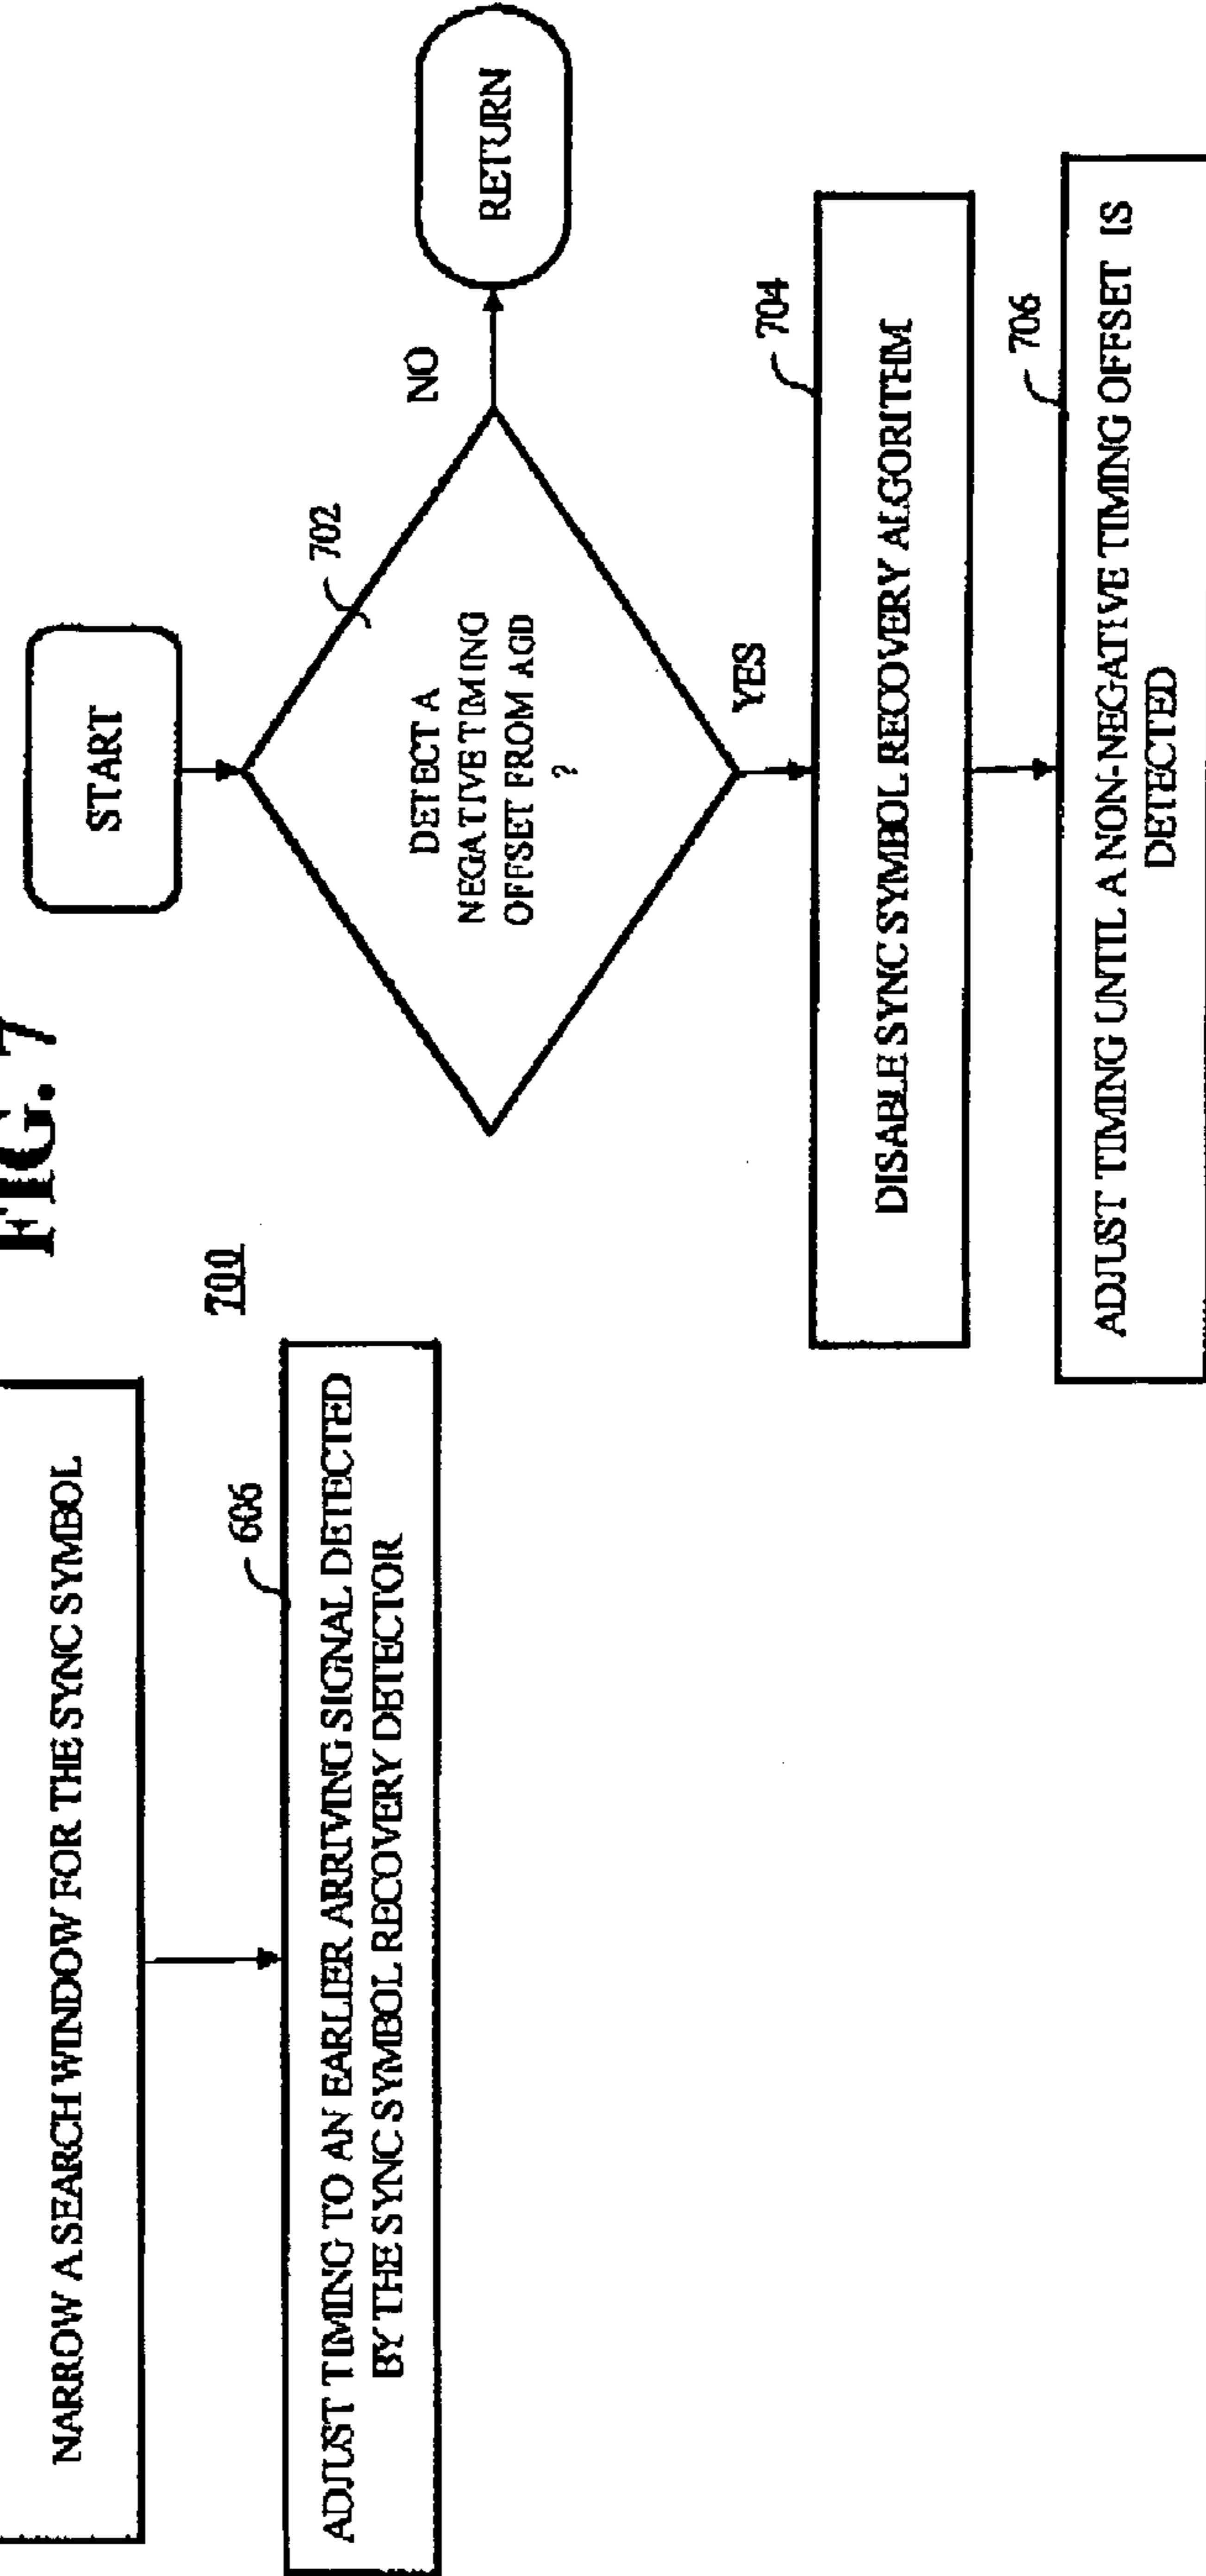 NARROW A SEARCH WINDOW FOR THE SYNC SYMBOL
606
ADJUST TIMING TO AN EARLIER ARRIVING SIGNAL DETECTED
BY THE SYNC SYMBOL RECOVERY DETECTOR
FIG. 7
700
START
702
DETECT A
NEGATIVE TIMING
OFFSET FROM AGD
?
NO
RETURN
YES
704
DISABLE SYNC SYMBOL RECOVERY ALGORITHM
706
ADJUST TIMING UNTIL A NON-NEGATIVE TIMING OFFSET IS
DETECTED